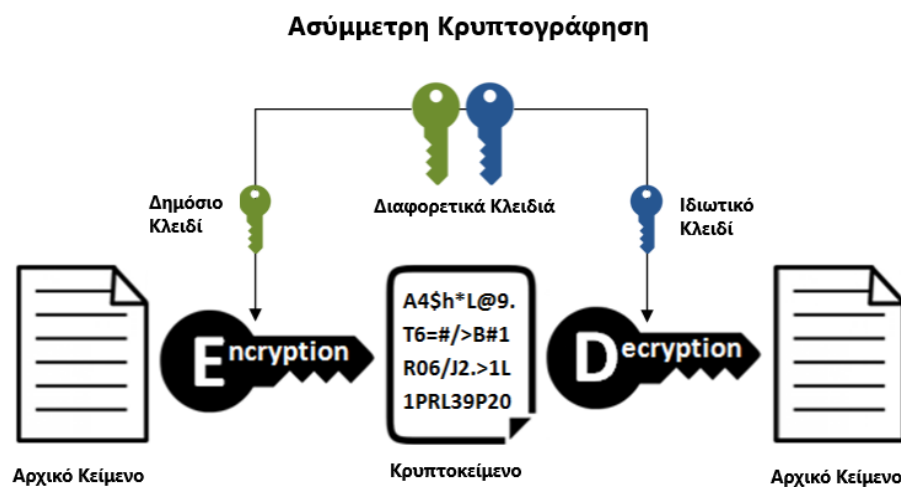 Ασύμμετρη Κρυπτογράφηση
Δημόσιο
Κλειδί
Διαφορετικά Κλειδιά
Ιδιωτικό
Κλειδί
Encryption
A4$h*L@9.
T6=#/>B#1
R06/J2.>1L
1PRL39P20
Decryption
Αρχικό Κείμενο
Κρυπτοκείμενο
Αρχικό Κείμενο